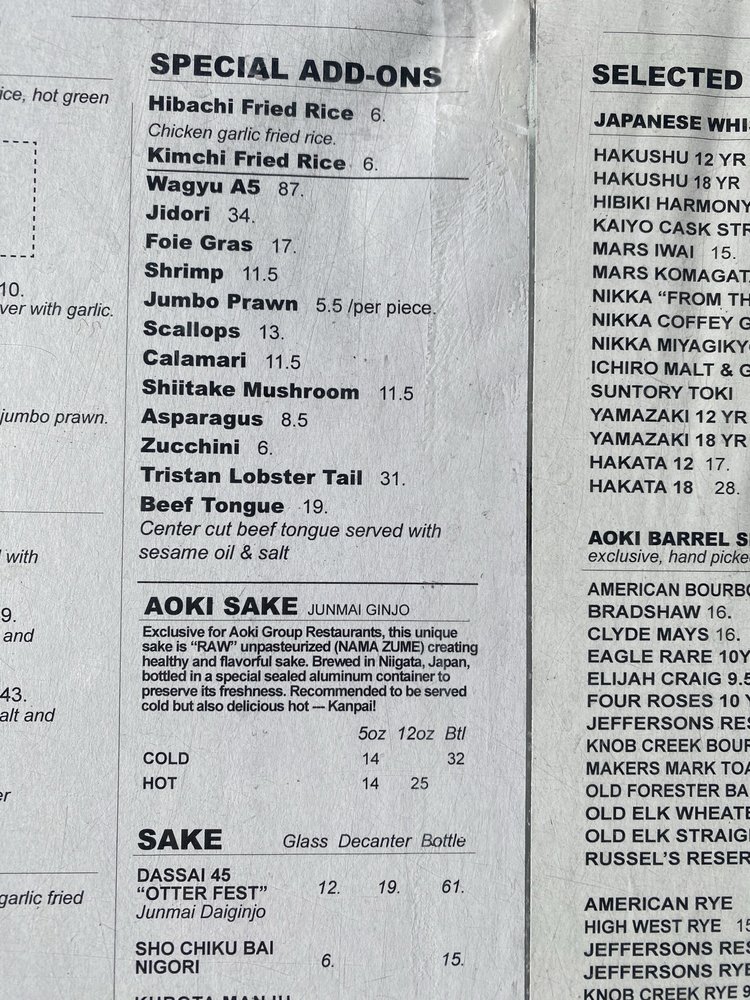 ice, hot green
10.
ver with garlic.
jumbo prawn.
with
9.
and
43.
alt and
er
garlic fried
SPECIAL ADD-ONS
Hibachi Fried Rice 6.
Chicken garlic fried rice.
Kimchi Fried Rice 6.
Wagyu A5 87.
Jidori 34.
Foie Gras 17.
Shrimp 11.5
Jumbo Prawn 5.5 /per piece.
Scallops 13.
Calamari 11.5
Shiitake Mushroom 11.5
Asparagus 8.5
Zucchini 6.
Tristan Lobster Tail 31.
Beef Tongue 19.
Center cut beef tongue served with
sesame oil & salt
AOKI SAKE JUNMAI GINJO
Exclusive for Aoki Group Restaurants, this unique
sake is “RAW” unpasteurized (NAMA ZUME) creating
healthy and flavorful sake. Brewed in Niigata, Japan,
bottled in a special sealed aluminum container to
preserve its freshness. Recommended to be served
cold but also delicious hot — Kanpai!
5oz 12oz Btl
COLD 14 32
HOT 14 25
SAKE Glass Decanter Bottle
DASSAI 45
“OTTER FEST” 12. 19. 61.
Junmai Daiginjo
SHO CHIKU BAI
NIGORI 6. 15.
SELECTED
JAPANESE WHI
HAKUSHU 12 YR
HAKUSHU 18 YR
HIBIKI HARMONY
KAIYO CASK STR
MARS IWAI 15.
MARS KOMAGAT
NIKKA “FROM TH
NIKKA COFFEY G
NIKKA MIYAGIKY
ICHIRO MALT & G
SUNTORY TOKI
YAMAZAKI 12 YR
YAMAZAKI 18 YR
HAKATA 12 17.
HAKATA 18 28.
AOKI BARREL S
exclusive, hand picke
AMERICAN BOURBO
BRADSHAW 16.
CLYDE MAYS 16.
EAGLE RARE 10Y
ELIJAH CRAIG 9.5
FOUR ROSES 10 Y
JEFFERSONS RES
KNOB CREEK BOUR
MAKERS MARK TOA
OLD FORESTER BA
OLD ELK WHEATE
OLD ELK STRAIG
RUSSEL’S RESER
AMERICAN RYE
HIGH WEST RYE 15
JEFFERSONS RES
JEFFERSONS RYE
KNOB CREEK RYE 9